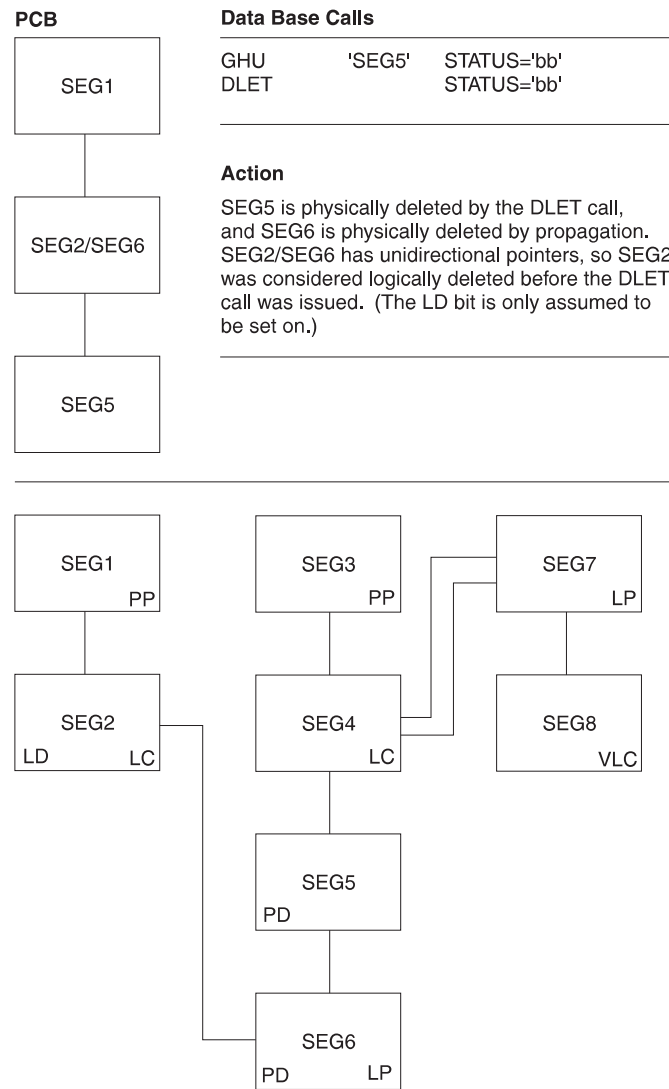 PCB
Data Base Calls
GHU 'SEG5' STATUS='bb'
DLET STATUS='bb'
SEG1
Action
SEG5 is physically deleted by the DLET call,
and SEG6 is physically deleted by propagation.
SEG2/SEG6 has unidirectional pointers, so SEG2
was considered logically deleted before the DLET
call was issued. (The LD bit is only assumed to
be set on.)
SEG2/SEG6
SEG5
SEG1
PP
SEG3
PP
SEG7
LP
SEG2
LD LC
SEG4
LC
SEG8
VLC
SEG5
PD
SEG6
PD LP